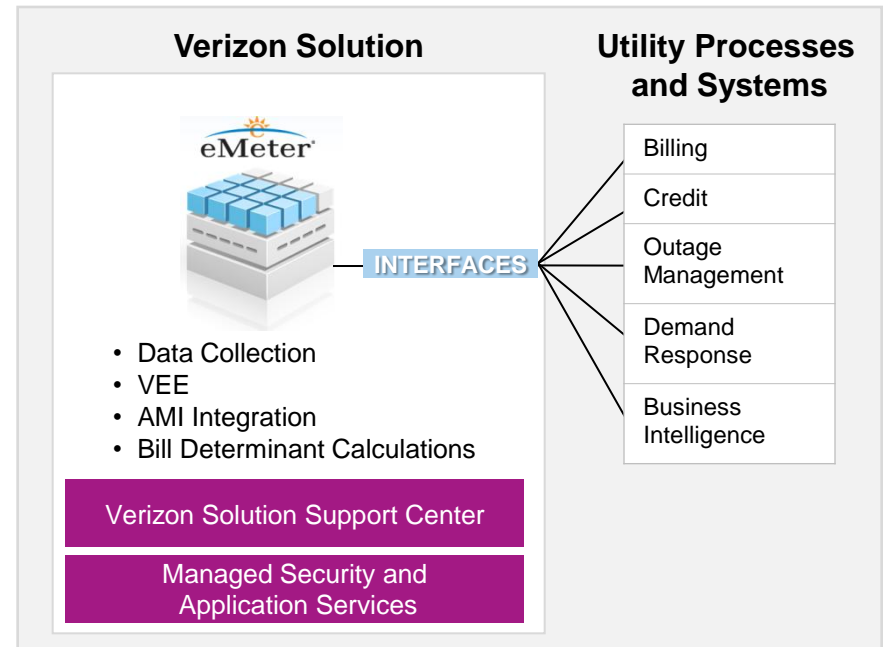 Verizon Solution
eMeter
INTERFACES
• Data Collection
• VEE
• AMI Integration
• Bill Determinant Calculations
Verizon Solution Support Center
Managed Security and
Application Services
Utility Processes
and Systems
Billing
Credit
Outage
Management
Demand
Response
Business
Intelligence